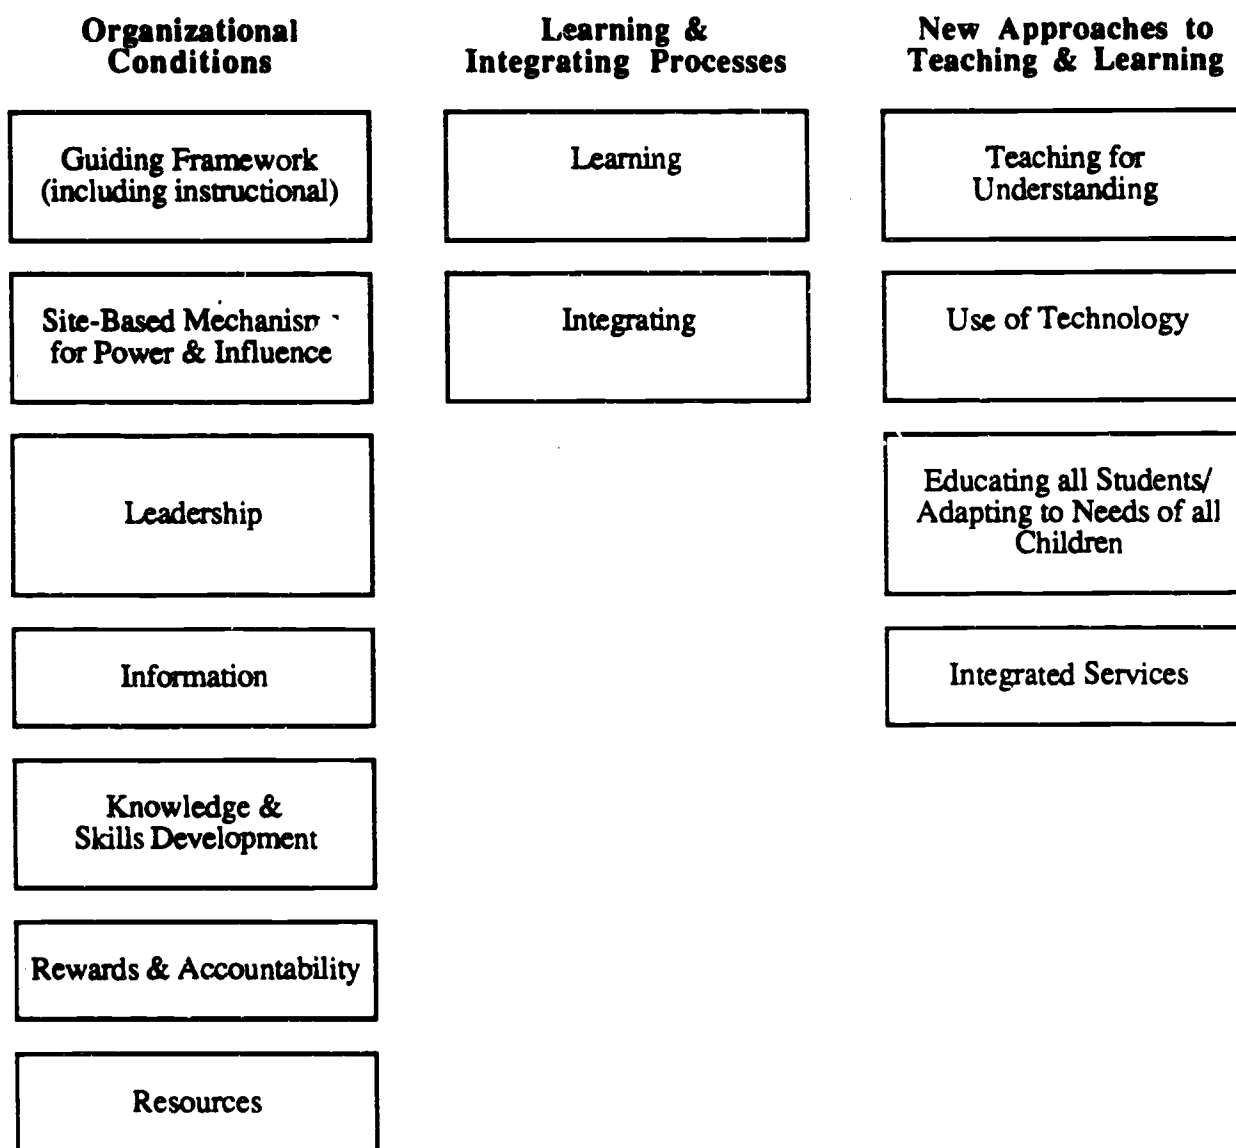 Organizational
Conditions
Guiding Framework
(including instructional)
Site-Based Mechanism
for Power & Influence
Leadership
Information
Knowledge &
Skills Development
Rewards & Accountability
Resources
Learning &
Integrating Processes
Learning
Integrating
New Approaches to
Teaching & Learning
Teaching for
Understanding
Use of Technology
Educating all Students/
Adapting to Needs of all
Children
Integrated Services